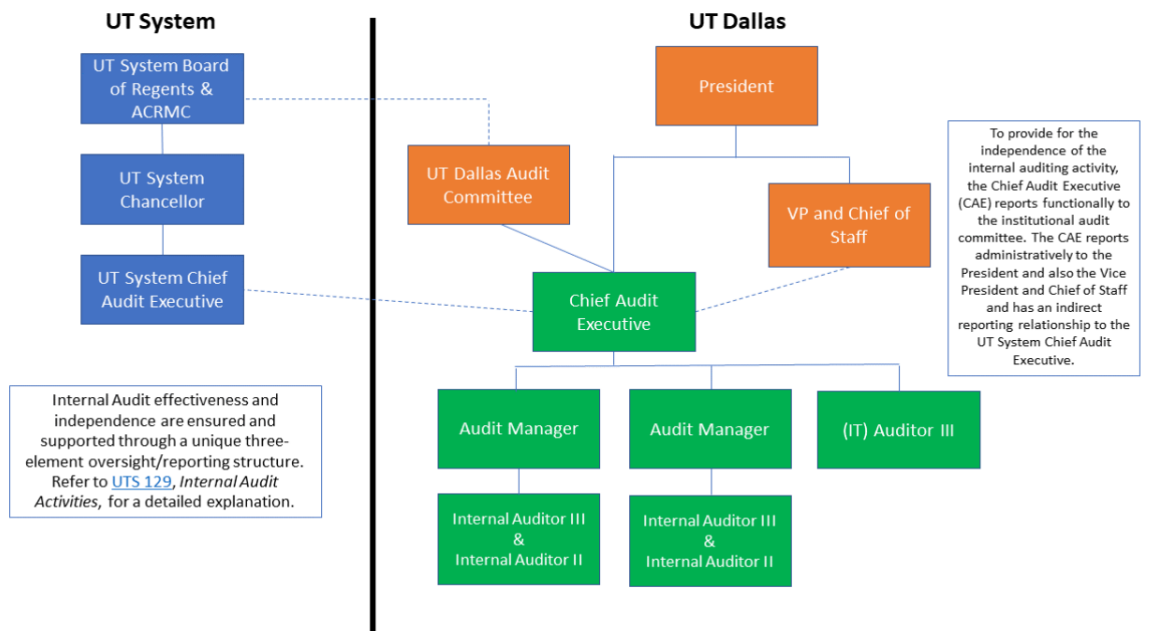 UT System
UT System Board
of Regents &
ACRMC
UT System
Chancellor
UT System Chief
Audit Executive
Internal Audit effectiveness and
independence are ensured and
supported through a unique three-
element oversight/reporting structure.
Refer to UTS 129, Internal Audit
Activities, for a detailed explanation.
UT Dallas
President
UT Dallas Audit
Committee
VP and Chief of
Staff
Chief Audit
Executive
Audit Manager
Audit Manager
(IT) Auditor III
Internal Auditor III
&
Internal Auditor II
Internal Auditor III
&
Internal Auditor II
To provide for the
independence of the
internal auditing activity,
the Chief Audit Executive
(CAE) reports functionally to
the institutional audit
committee. The CAE reports
administratively to the
President and also the Vice
President and Chief of Staff
and has an indirect
reporting relationship to the
UT System Chief Audit
Executive.